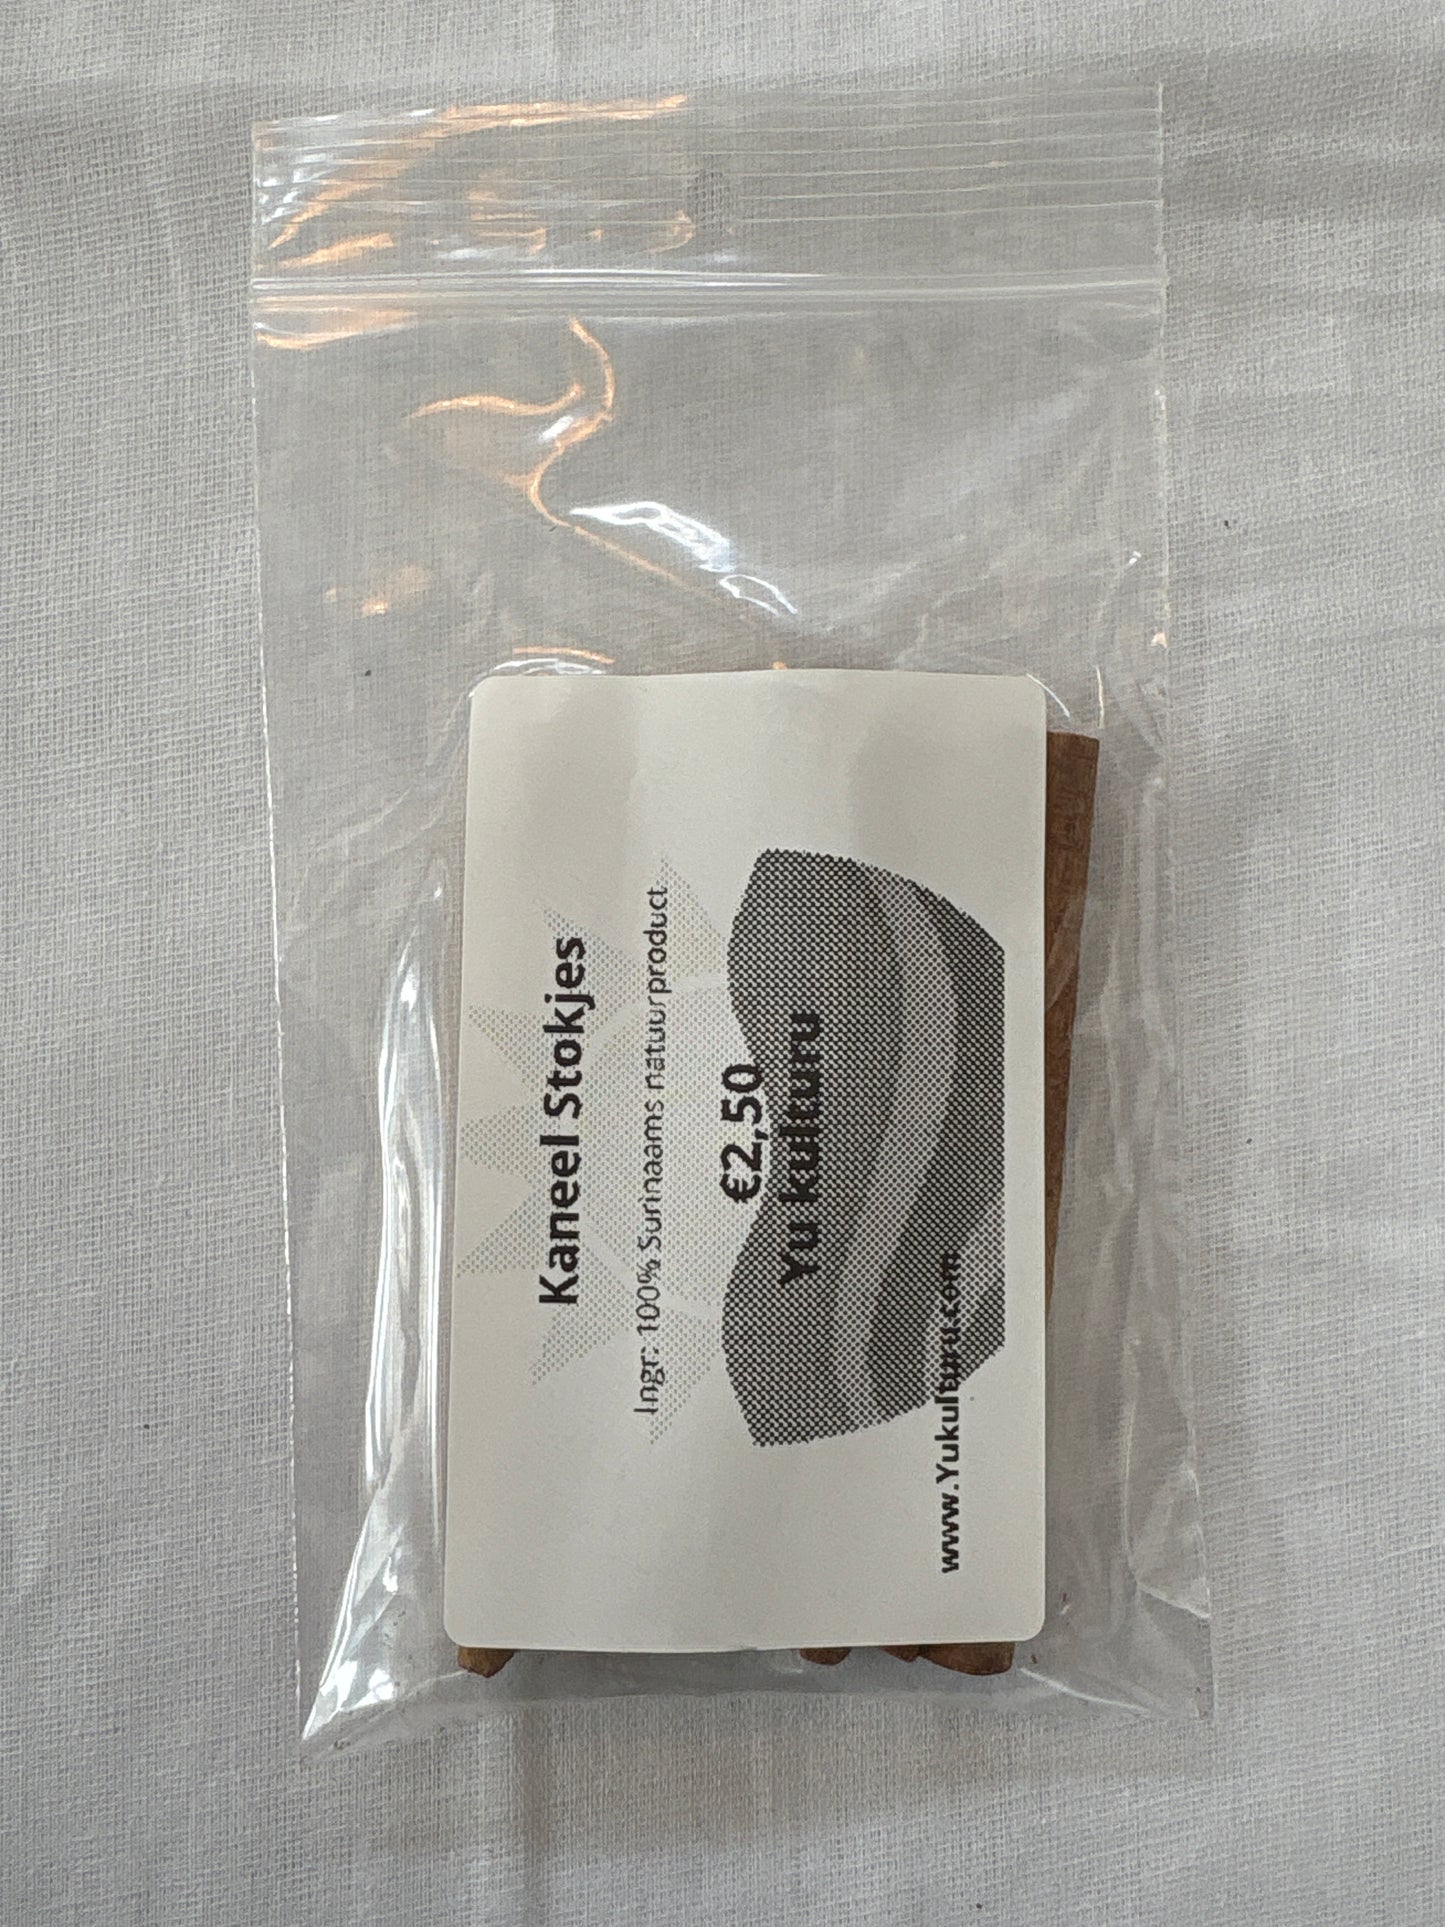 Kaneel Stokjes
Ingr: 100% Surinaams natuurproduct
€2,50
Yu kulturu
www.Yukulturu.com